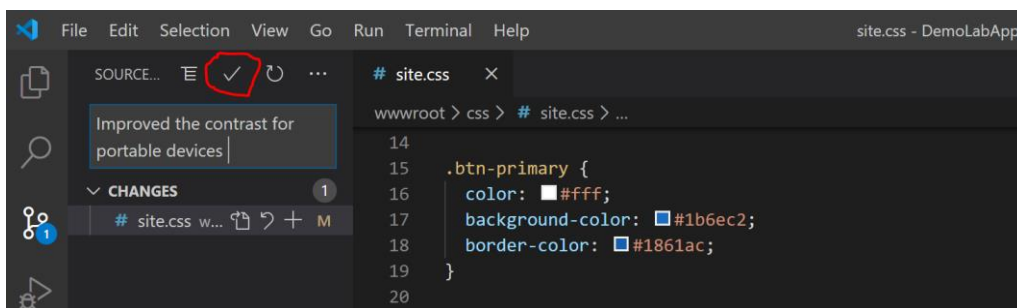 File Edit Selection View Go Run Terminal Help site.css - DemoLabApp
SOURCE...
Improved the contrast for
portable devices
CHANGES 1
# site.css w... M
1
# site.css
wwwroot > css > # site.css > ...
14
15 .btn-primary {
16 color: #fff;
17 background-color: #1b6ec2;
18 border-color: #1861ac;
19 }
20